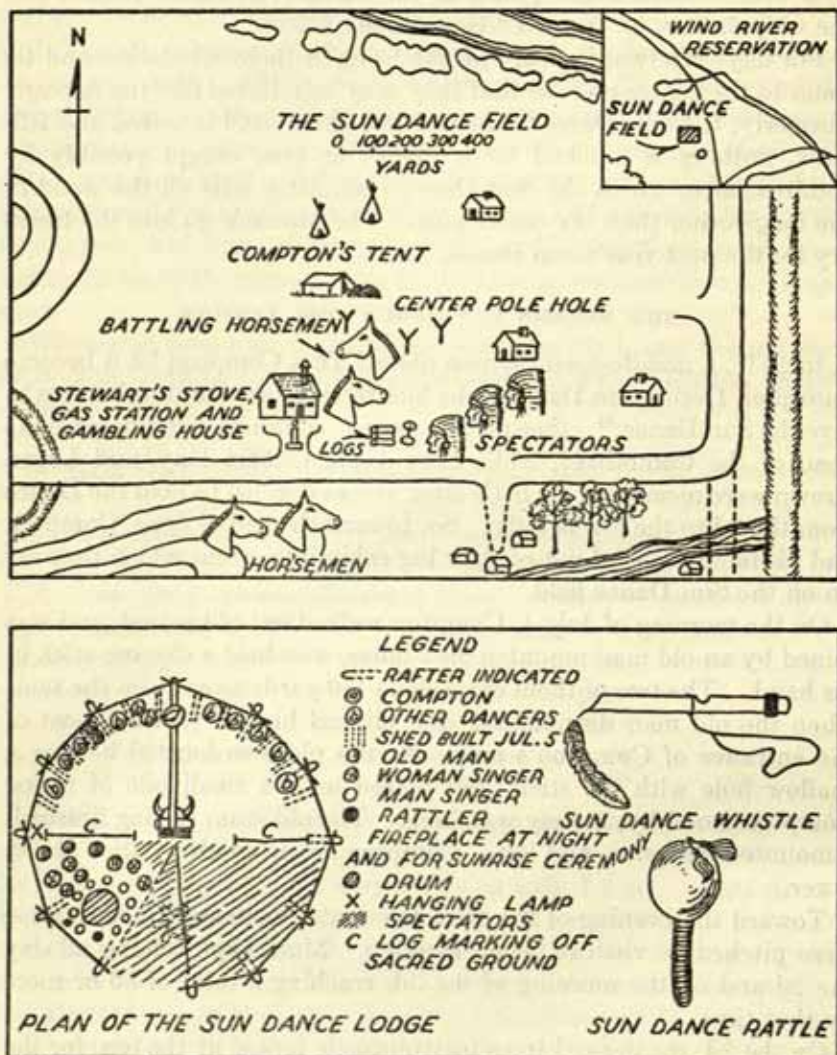 N
WIND RIVER
RESERVATION
SUN DANCE
FIELD
THE SUN DANCE FIELD
0 100 200 300 400
YARDS
COMPTON'S TENT
CENTER POLE HOLE
BATTLING HORSEMEN
STEWART'S STOVE,
GAS STATION AND
GAMBLING HOUSE
LOGS
SPECTATORS
HORSEMEN
LEGEND
RAFTER INDICATED
COMPTON
OTHER DANCERS
SHED BUILT JUL. 5
OLD MAN
WOMAN SINGER
MAN SINGER
RATTLER
FIREPLACE AT NIGHT
AND FOR SUNRISE CEREMONY
DRUM
X HANGING LAMP
SPECTATORS
C LOG MARKING OFF
SACRED GROUND
C
C
PLAN OF THE SUN DANCE LODGE
SUN DANCE WHISTLE
SUN DANCE RATTLE